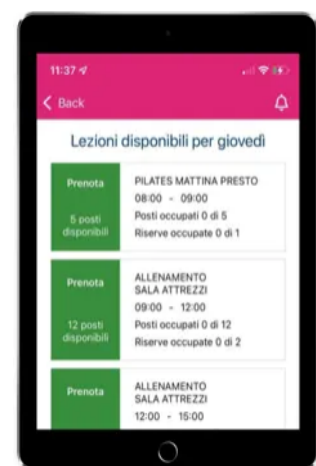 11:37
Back
Lezioni disponibili per giovedì
Prenota
5 posti
disponibili
PILATES MATTINA PRESTO
08:00 - 09:00
Posti occupati 0 di 5
Riserve occupate 0 di 1
Prenota
12 posti
disponibili
ALLENAMENTO
SALA ATTREZZI
09:00 - 12:00
Posti occupati 0 di 12
Riserve occupate 0 di 2
Prenota
ALLENAMENTO
SALA ATTREZZI
12:00 - 15:00